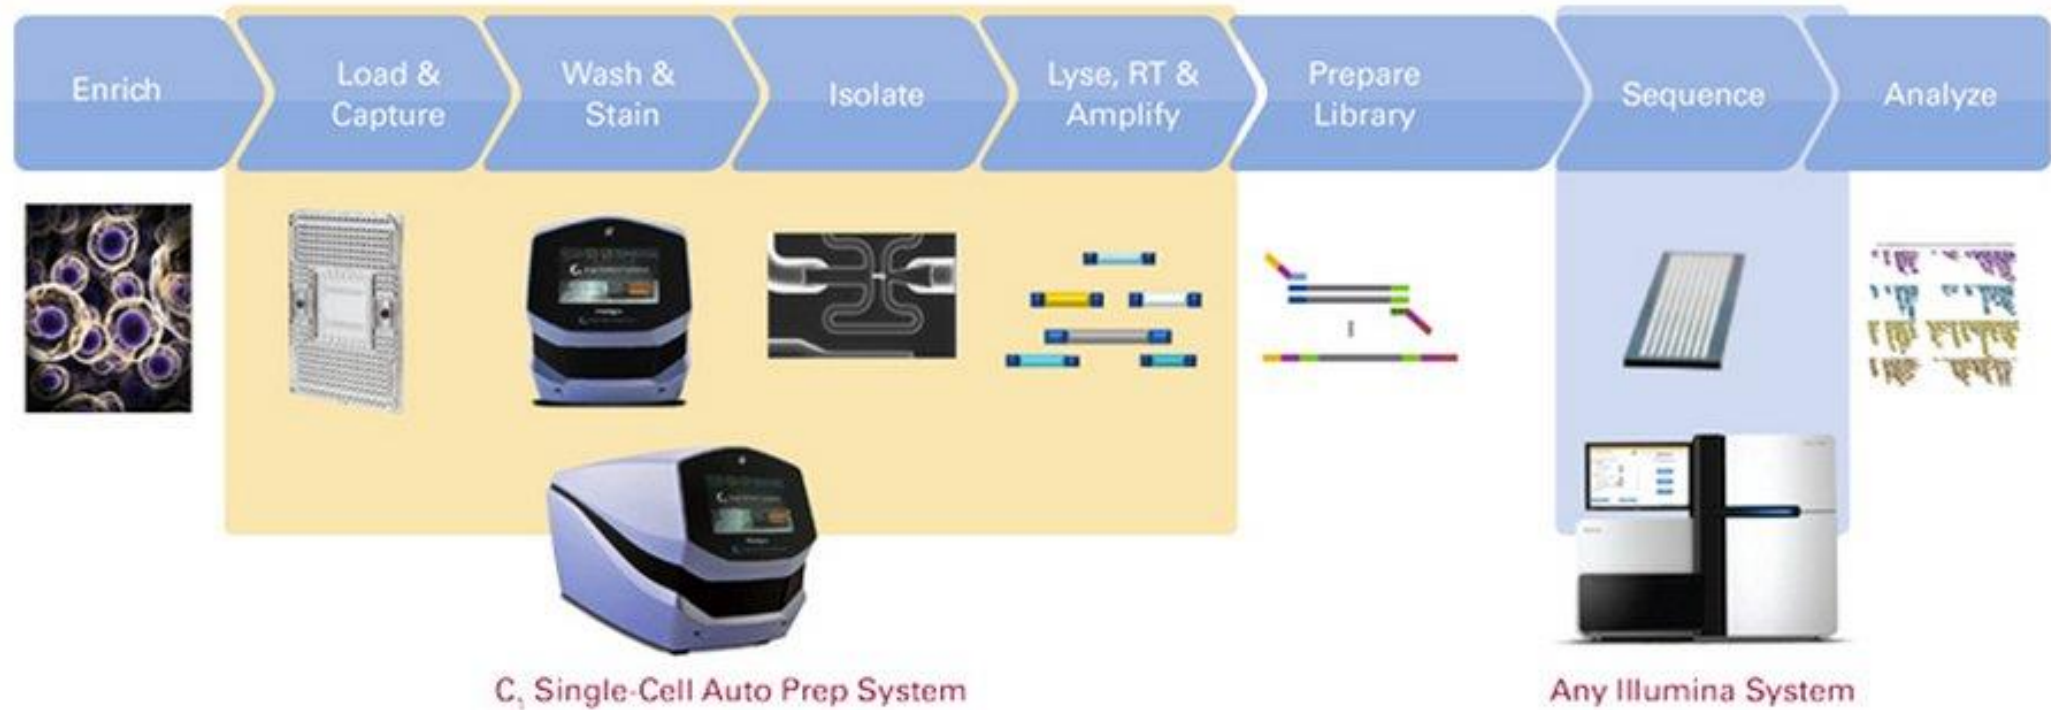 Enrich
Load &
Capture
Wash &
Stain
Isolate
Lyse, RT &
Amplify
Prepare
Library
Sequence
Analyze
C₁ Single-Cell Auto Prep System
Any Illumina System